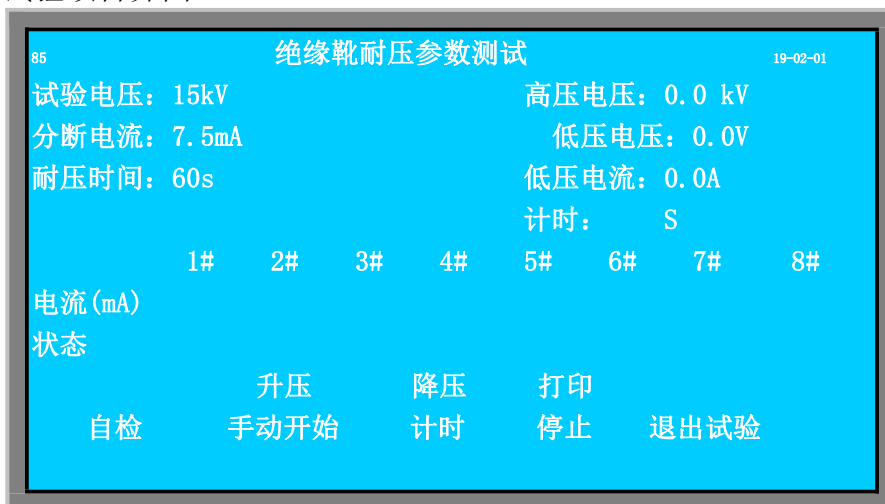 85 绝缘靴耐压参数测试 19-02-01
试验电压: 15kV 高压电压: 0.0 kV
分断电流: 7.5mA 低压电压: 0.0V
耐压时间: 60s 低压电流: 0.0A
计时: S
1# 2# 3# 4# 5# 6# 7# 8#
电流(mA)
状态
升压 降压 打印
自检 手动开始 计时 停止 退出试验